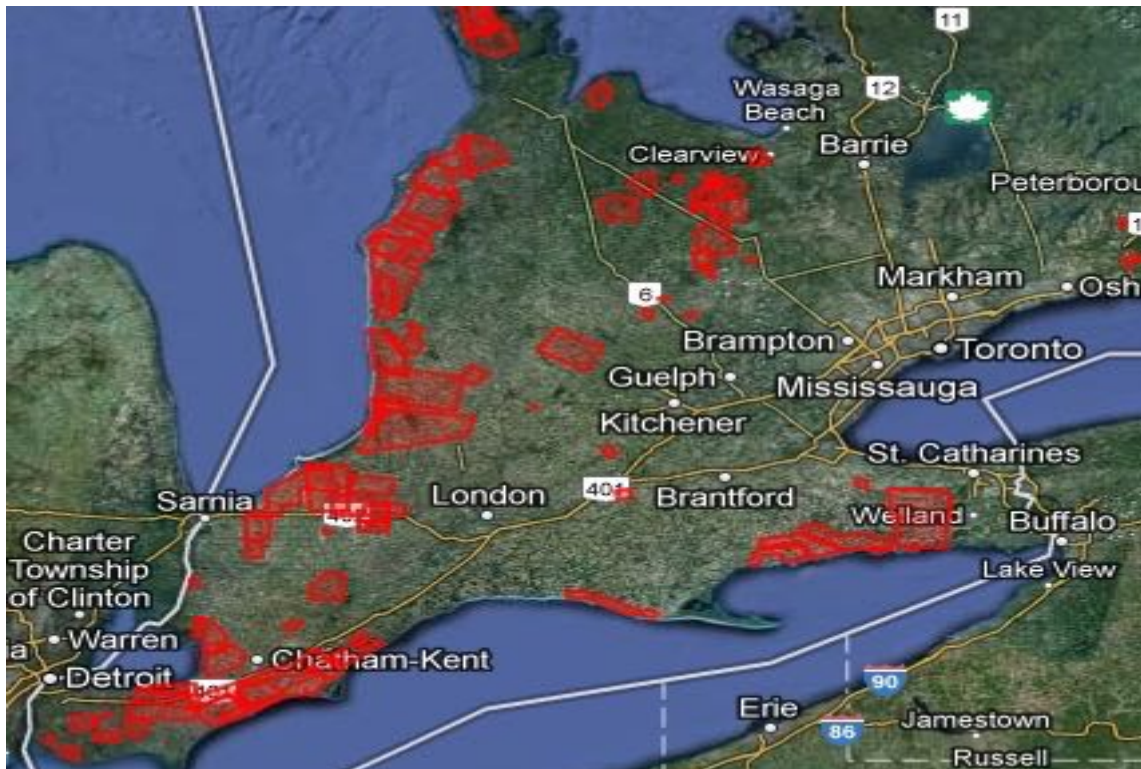 11
12
Wasaga
Beach
Clearview
Barrie
Peterborou
1
Markham
Osh
6
Brampton
Toronto
Guelph
Mississauga
Kitchener
St. Catharines
401
London
Brantford
Sarnia
Welland
Buffalo
Charter
Township
of Clinton
Lake View
Warren
ia
Chatham-Kent
Detroit
90
Erie
86
Jamestown
Russell